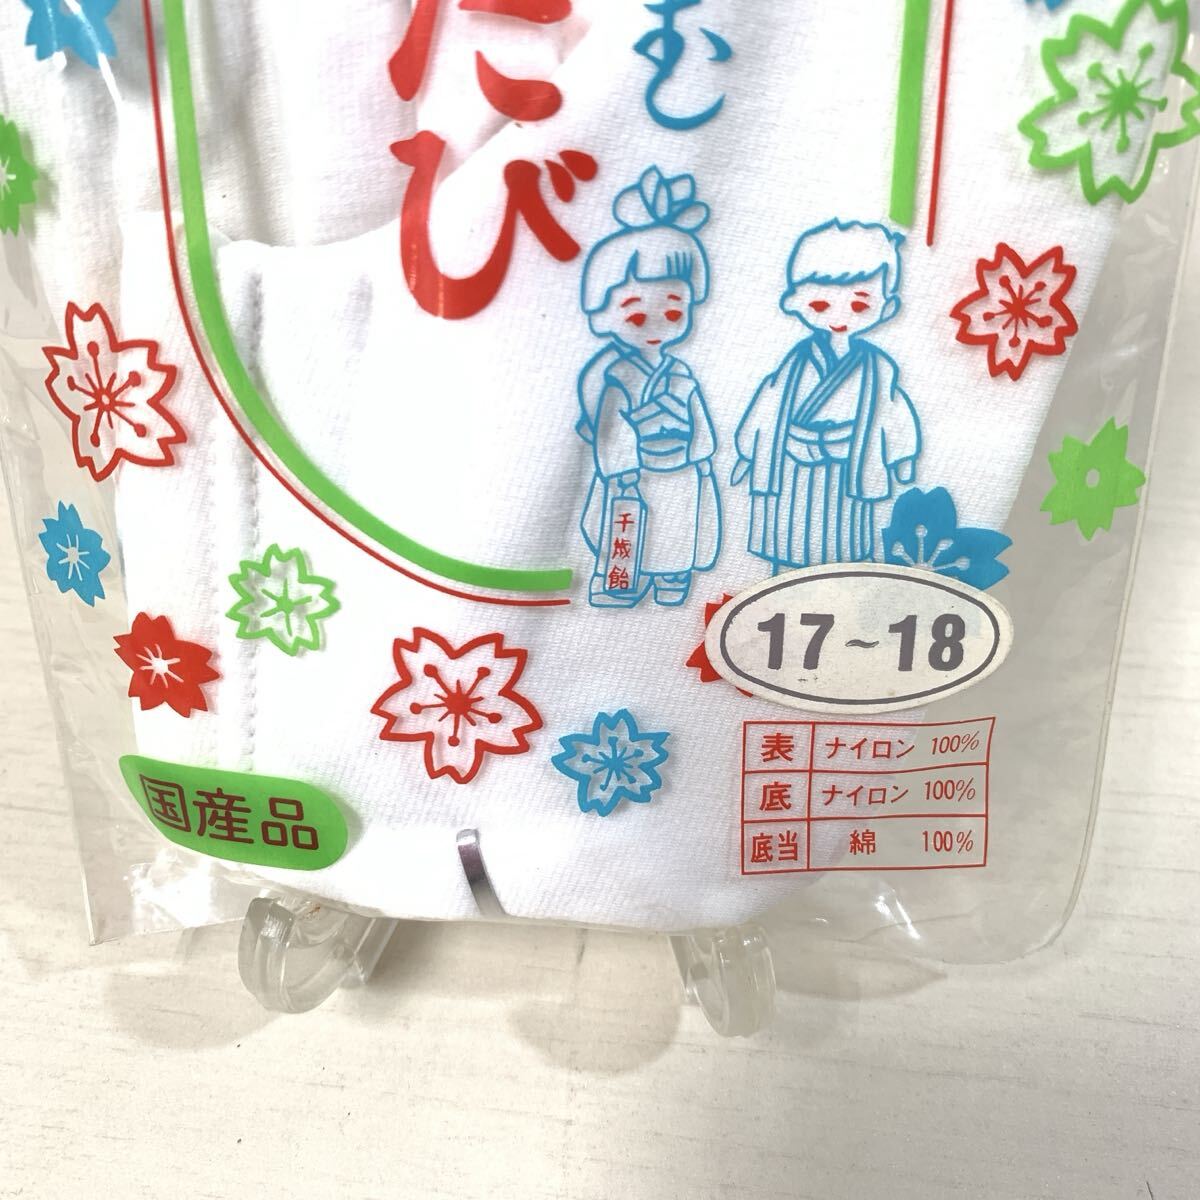 む
たび
千歳飴
17~18
表 ナイロン 100%
底 ナイロン 100%
底当 綿 100%
国産品